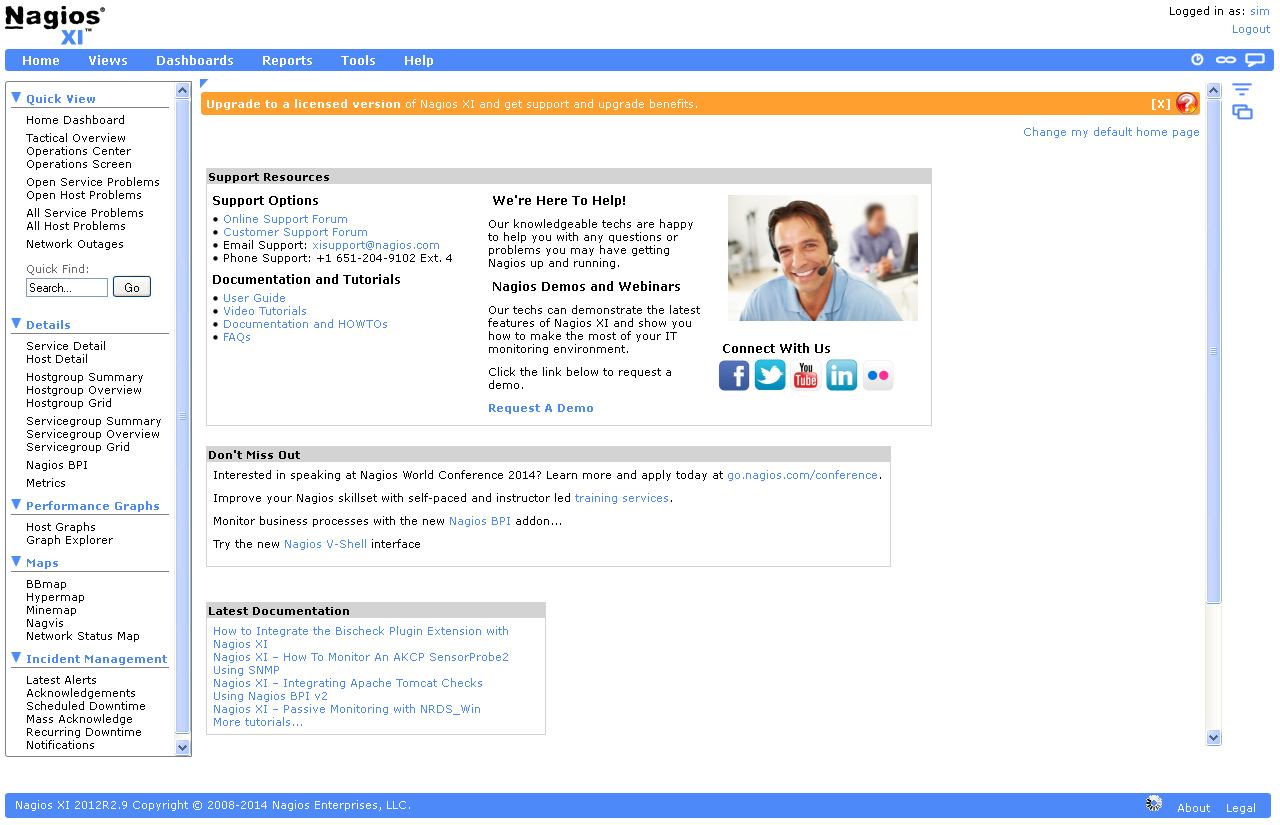 Nagios®
XI™
Logged in as: sim
Logout
Home Views Dashboards Reports Tools Help
Quick View
Home Dashboard
Tactical Overview
Operations Center
Operations Screen
Open Service Problems
Open Host Problems
All Service Problems
All Host Problems
Network Outages
Quick Find:
Search... Go
Details
Service Detail
Host Detail
Hostgroup Summary
Hostgroup Overview
Hostgroup Grid
Servicegroup Summary
Servicegroup Overview
Servicegroup Grid
Nagios BPI
Metrics
Performance Graphs
Host Graphs
Graph Explorer
Maps
BBmap
Hypermap
Minemap
Nagvis
Network Status Map
Incident Management
Latest Alerts
Acknowledgements
Scheduled Downtime
Mass Acknowledge
Recurring Downtime
Notifications
Upgrade to a licensed version of Nagios XI and get support and upgrade benefits. [X] ?
Change my default home page
Support Resources
Support Options
• Online Support Forum
• Customer Support Forum
• Email Support: xisupport@nagios.com
• Phone Support: +1 651-204-9102 Ext. 4
Documentation and Tutorials
• User Guide
• Video Tutorials
• Documentation and HOWTOs
• FAQs
We're Here To Help!
Our knowledgeable techs are happy
to help you with any questions or
problems you may have getting
Nagios up and running.
Nagios Demos and Webinars
Our techs can demonstrate the latest
features of Nagios XI and show you
how to make the most of your IT
monitoring environment.
Click the link below to request a
demo.
Request A Demo
Connect With Us
f You Tube in
Don't Miss Out
Interested in speaking at Nagios World Conference 2014? Learn more and apply today at go.nagios.com/conference.
Improve your Nagios skillset with self-paced and instructor led training services.
Monitor business processes with the new Nagios BPI addon...
Try the new Nagios V-Shell interface
Latest Documentation
How to Integrate the Bischeck Plugin Extension with
Nagios XI
Nagios XI – How To Monitor An AKCP SensorProbe2
Using SNMP
Nagios XI – Integrating Apache Tomcat Checks
Using Nagios BPI v2
Nagios XI – Passive Monitoring with NRDS_Win
More tutorials...
Nagios XI 2012R2.9 Copyright © 2008-2014 Nagios Enterprises, LLC.
About Legal